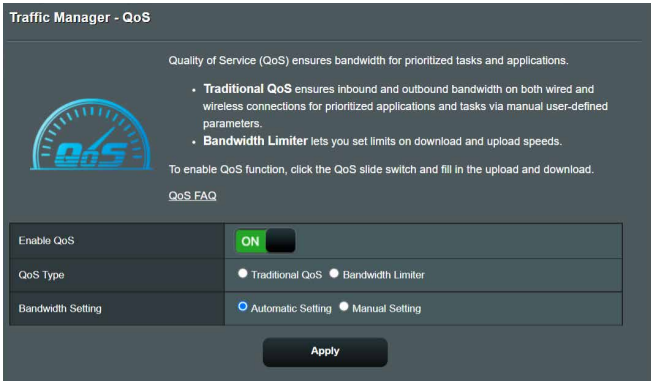 Traffic Manager - QoS
Quality of Service (QoS) ensures bandwidth for prioritized tasks and applications.
• Traditional QoS ensures inbound and outbound bandwidth on both wired and
wireless connections for prioritized applications and tasks via manual user-defined
parameters.
• Bandwidth Limiter lets you set limits on download and upload speeds.
QoS
To enable QoS function, click the QoS slide switch and fill in the upload and download.
QoS FAQ
Enable QoS ON
QoS Type Traditional QoS Bandwidth Limiter
Bandwidth Setting Automatic Setting Manual Setting
Apply